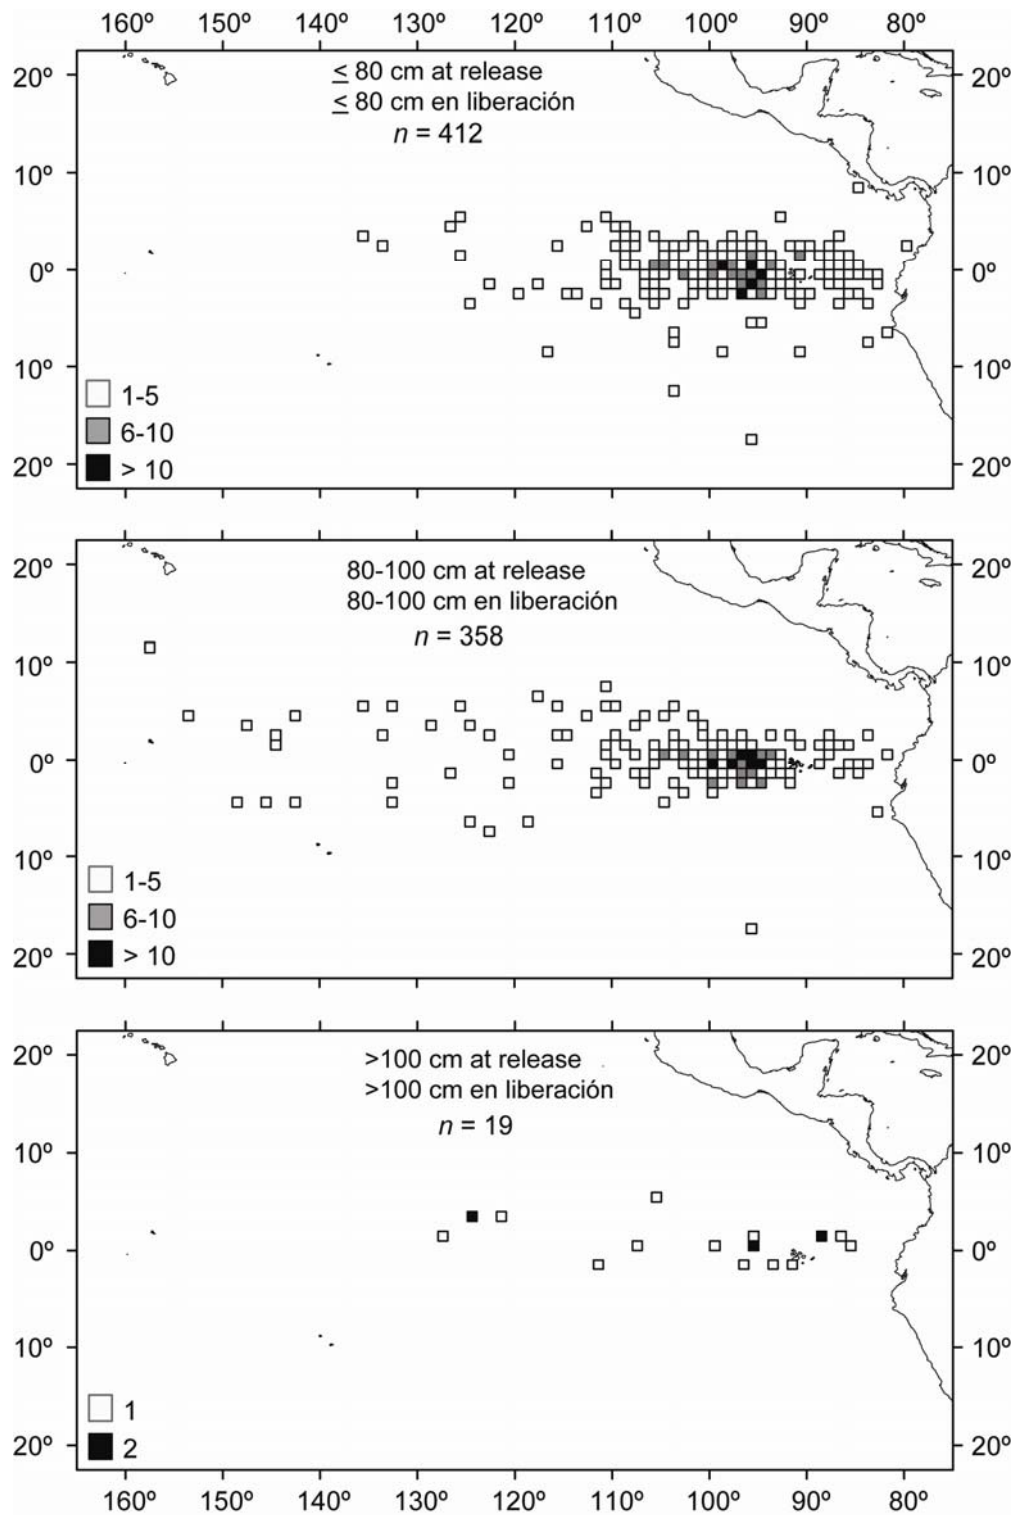 160º 150º 140º 130º 120º 110º 100º 90º 80º
≤ 80 cm at release
≤ 80 cm en liberación
n = 412
20º 20º
10º 10º
0º 0º
10º 10º
20º 20º
1-5
6-10
> 10
80-100 cm at release
80-100 cm en liberación
n = 358
20º 20º
10º 10º
0º 0º
10º 10º
20º 20º
1-5
6-10
> 10
>100 cm at release
>100 cm en liberación
n = 19
20º 20º
10º 10º
0º 0º
10º 10º
20º 20º
1
2
160º 150º 140º 130º 120º 110º 100º 90º 80º